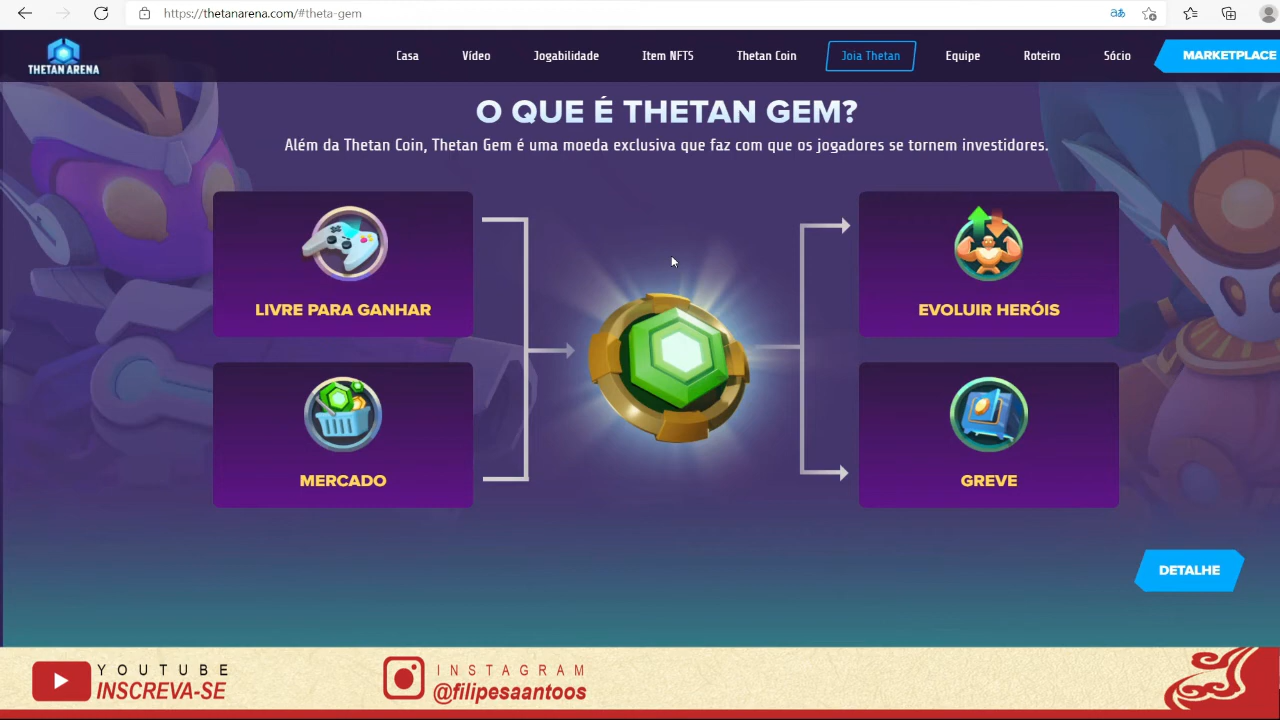 https://thetanarena.com/#theta-gem
aあ
THETAN ARENA
Casa
Vídeo
Jogabilidade
Item NFTS
Thetan Coin
Joia Thetan
Equipe
Roteiro
Sócio
MARKETPLACE
O QUE É THETAN GEM?
Além da Thetan Coin, Thetan Gem é uma moeda exclusiva que faz com que os jogadores se tornem investidores.
LIVRE PARA GANHAR
EVOLUIR HERÓIS
MERCADO
GREVE
DETALHE
YOUTUBE
INSCREVA-SE
INSTAGRAM
@filipesaantoos